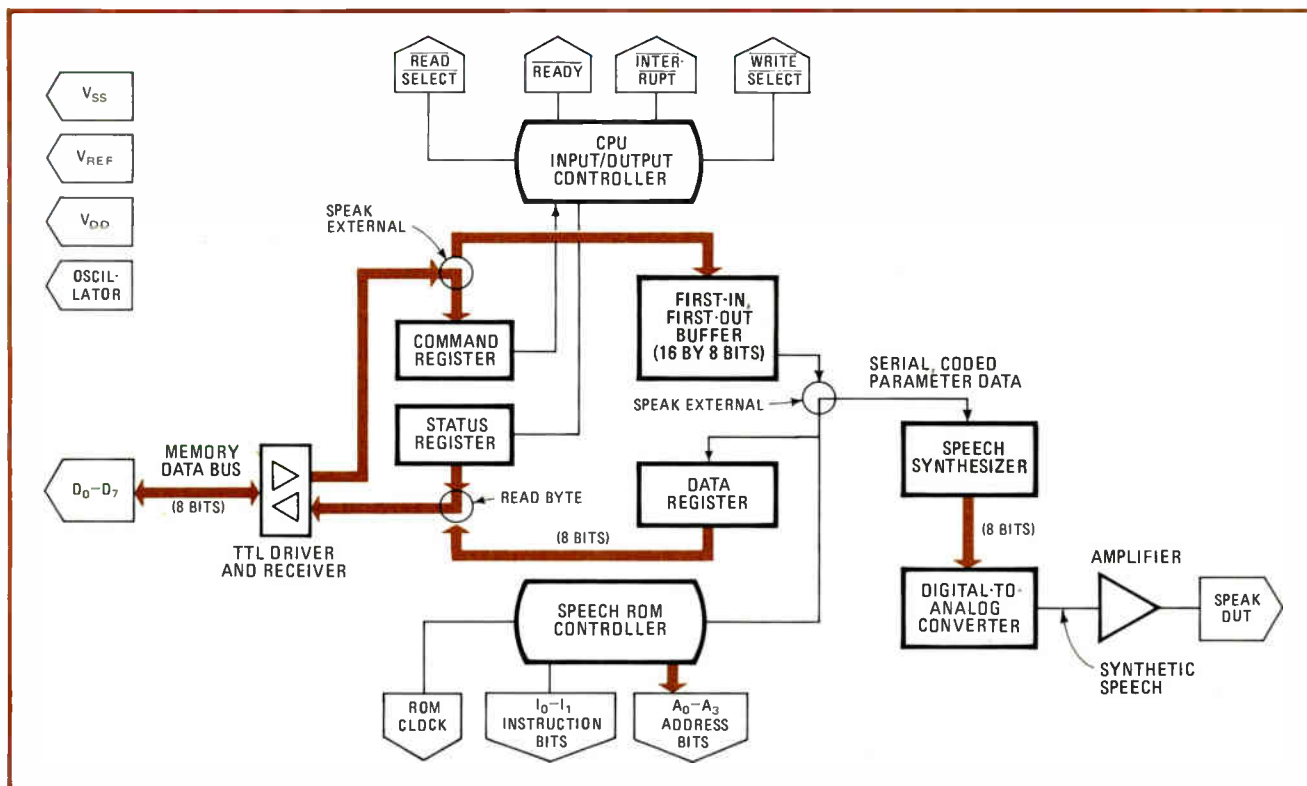 READ
SELECT
READY
INTER-
RUPT
WRITE
SELECT
VSS
VREF
VDD
OSCIL-
LATOR
CPU
INPUT/OUTPUT
CONTROLLER
SPEAK
EXTERNAL
COMMAND
REGISTER
FIRST-IN,
FIRST-OUT
BUFFER
(16 BY 8 BITS)
SERIAL, CODED
PARAMETER DATA
SPEAK EXTERNAL
STATUS
REGISTER
MEMORY
DATA BUS
D0–D7
(8 BITS)
TTL DRIVER
AND RECEIVER
READ BYTE
DATA
REGISTER
(8 BITS)
SPEECH
SYNTHESIZER
(8 BITS)
DIGITAL-TO-
ANALOG
CONVERTER
AMPLIFIER
SPEAK
OUT
SYNTHETIC
SPEECH
SPEECH ROM
CONTROLLER
ROM
CLOCK
I0–I1
INSTRUCTION
BITS
A0–A3
ADDRESS
BITS